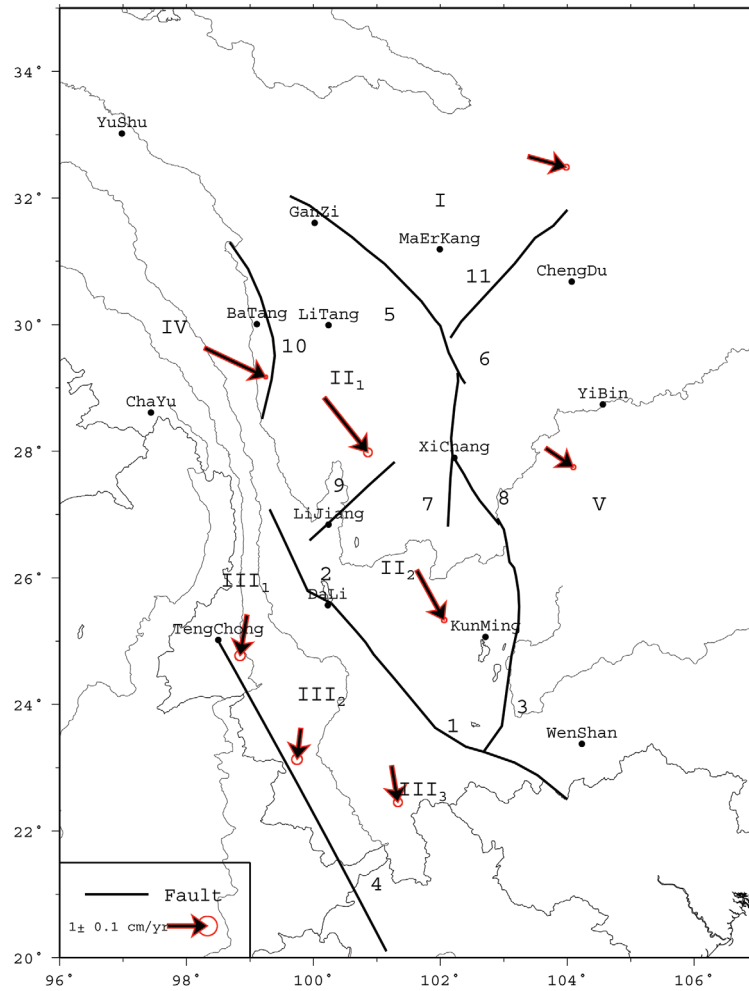 34°
YuShu
32°
I
GanZi
MaErKang
11
ChengDu
5
BaTang
LiTang
IV
30°
10
6
II₁
YiBin
ChaYu
28°
XiChang
9
7
8
V
LiJiang
26°
2
II₂
III₁
DaLi
TengChong
KunMing
24°
III₂
3
1
WenShan
III₃
22°
4
Fault
1± 0.1 cm/yr
20°
96°
98°
100°
102°
104°
106°